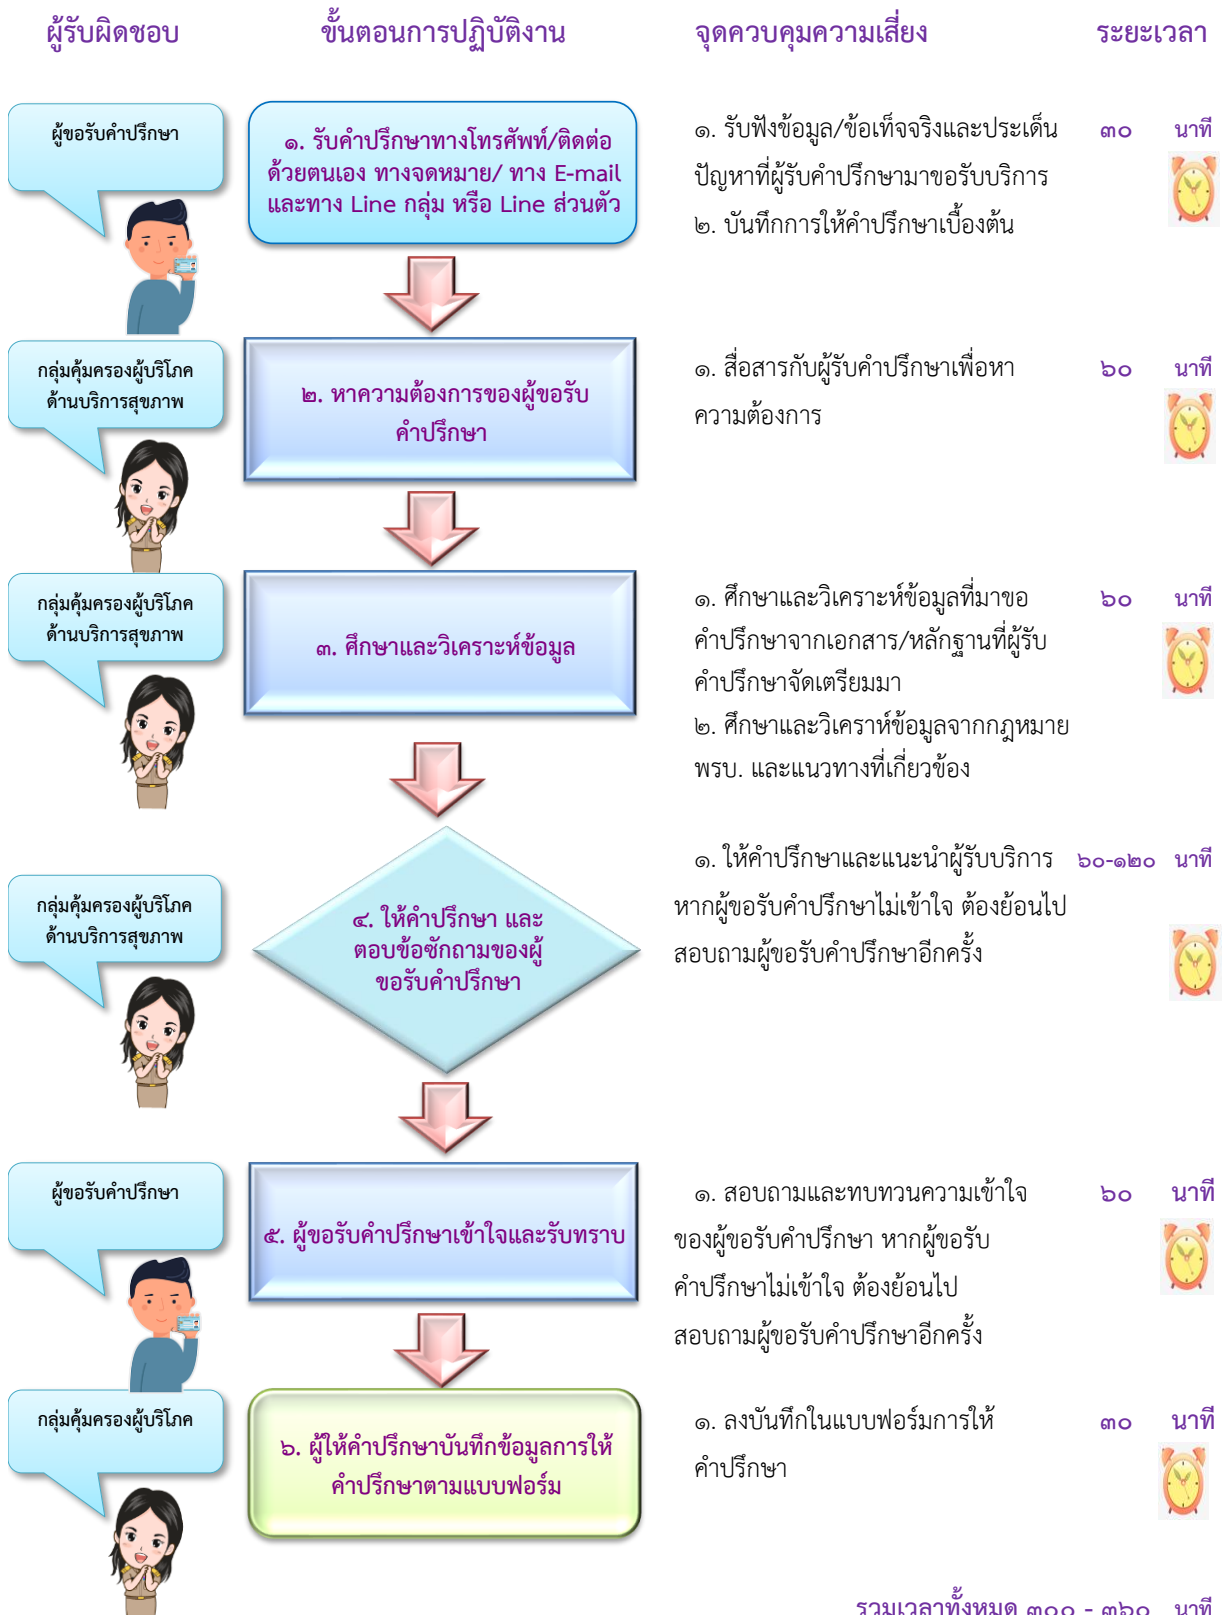 ผู้รับผิดชอบ ขั้นตอนการปฏิบัติงาน จุดควบคุมความเสี่ยง ระยะเวลา
ผู้ขอรับคำปรึกษา
๑. รับคำปรึกษาทางโทรศัพท์/ติดต่อ
ด้วยตนเอง ทางจดหมาย/ ทาง E-mail
และทาง Line กลุ่ม หรือ Line ส่วนตัว
๑. รับฟังข้อมูล/ข้อเท็จจริงและประเด็น
ปัญหาที่ผู้รับคำปรึกษามาขอรับบริการ
๒. บันทึกการให้คำปรึกษาเบื้องต้น
๓๐ นาที
กลุ่มคุ้มครองผู้บริโภค
ด้านบริการสุขภาพ
๒. หาความต้องการของผู้ขอรับ
คำปรึกษา
๑. สื่อสารกับผู้รับคำปรึกษาเพื่อหา
ความต้องการ
๖๐ นาที
กลุ่มคุ้มครองผู้บริโภค
ด้านบริการสุขภาพ
๓. ศึกษาและวิเคราะห์ข้อมูล
๑. ศึกษาและวิเคราะห์ข้อมูลที่มาขอ
คำปรึกษาจากเอกสาร/หลักฐานที่ผู้รับ
คำปรึกษาจัดเตรียมมา
๒. ศึกษาและวิเคราห์ข้อมูลจากกฎหมาย
พรบ. และแนวทางที่เกี่ยวข้อง
๖๐ นาที
กลุ่มคุ้มครองผู้บริโภค
ด้านบริการสุขภาพ
๔. ให้คำปรึกษา และ
ตอบข้อซักถามของผู้
ขอรับคำปรึกษา
๑. ให้คำปรึกษาและแนะนำผู้รับบริการ
หากผู้ขอรับคำปรึกษาไม่เข้าใจ ต้องย้อนไป
สอบถามผู้ขอรับคำปรึกษาอีกครั้ง
๖๐-๑๒๐ นาที
ผู้ขอรับคำปรึกษา
๕. ผู้ขอรับคำปรึกษาเข้าใจและรับทราบ
๑. สอบถามและทบทวนความเข้าใจ
ของผู้ขอรับคำปรึกษา หากผู้ขอรับ
คำปรึกษาไม่เข้าใจ ต้องย้อนไป
สอบถามผู้ขอรับคำปรึกษาอีกครั้ง
๖๐ นาที
กลุ่มคุ้มครองผู้บริโภค
๖. ผู้ให้คำปรึกษาบันทึกข้อมูลการให้
คำปรึกษาตามแบบฟอร์ม
๑. ลงบันทึกในแบบฟอร์มการให้
คำปรึกษา
๓๐ นาที
รวมเวลาทั้งหมด ๓๐๐ - ๓๖๐ นาที